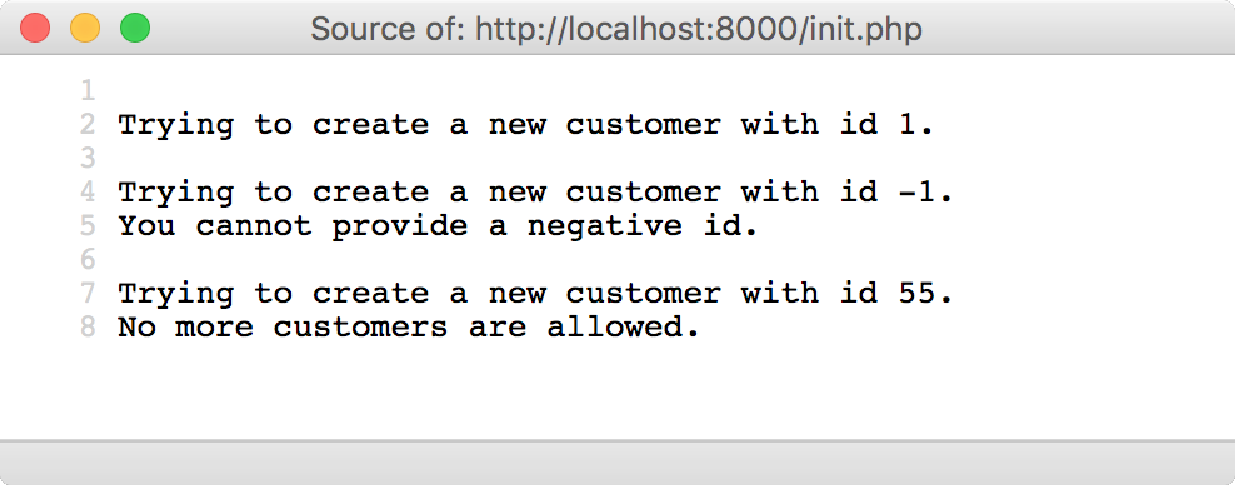 Source of: http://localhost:8000/init.php
1
2 Trying to create a new customer with id 1.
3
4 Trying to create a new customer with id -1.
5 You cannot provide a negative id.
6
7 Trying to create a new customer with id 55.
8 No more customers are allowed.